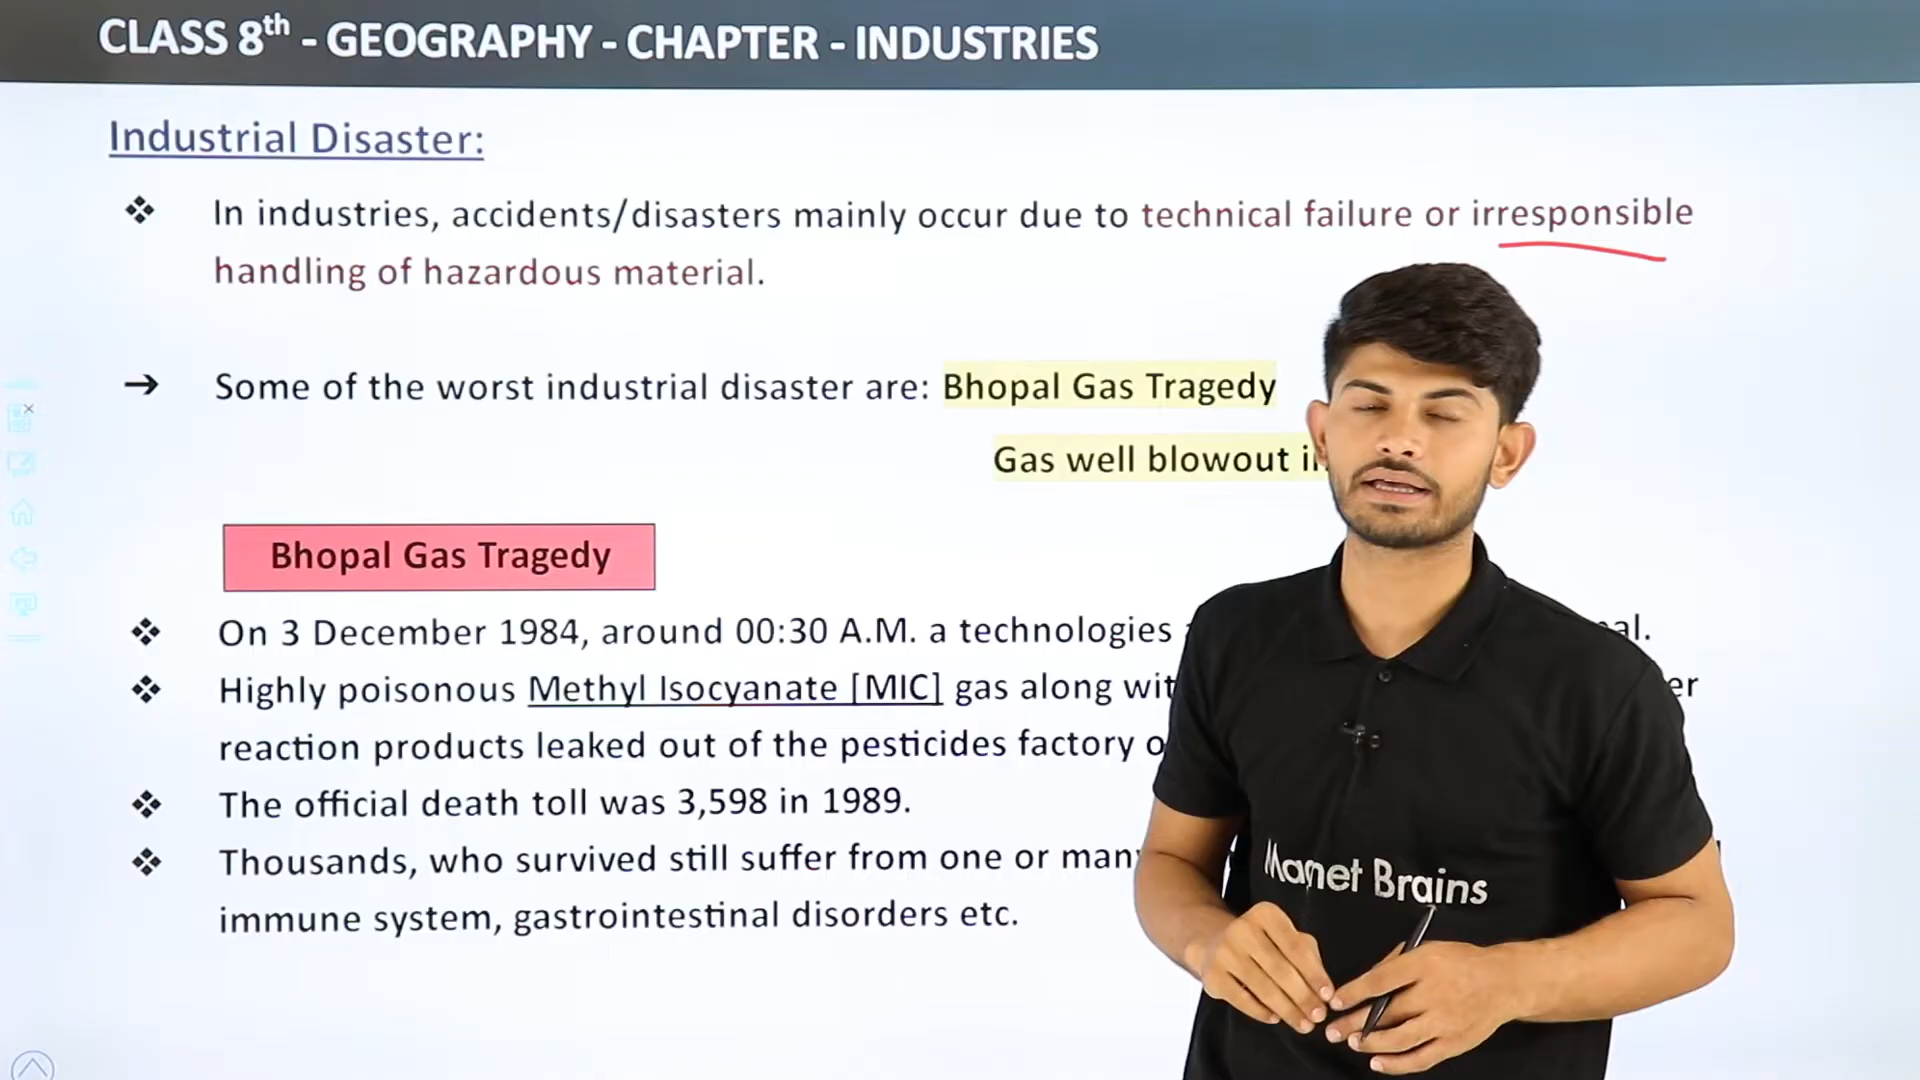 CLASS 8th - GEOGRAPHY - CHAPTER - INDUSTRIES
Industrial Disaster:
In industries, accidents/disasters mainly occur due to technical failure or irresponsible
handling of hazardous material.
Some of the worst industrial disaster are: Bhopal Gas Tragedy
Gas well blowout
Bhopal Gas Tragedy
On 3 December 1984, around 00:30 A.M. a technologies
Highly poisonous Methyl Isocyanate [MIC] gas along
reaction products leaked out of the pesticides factory
The official death toll was 3,598 in 1989.
Thousands, who survived still suffer from one or
immune system, gastrointestinal disorders etc.
Magnet Brains